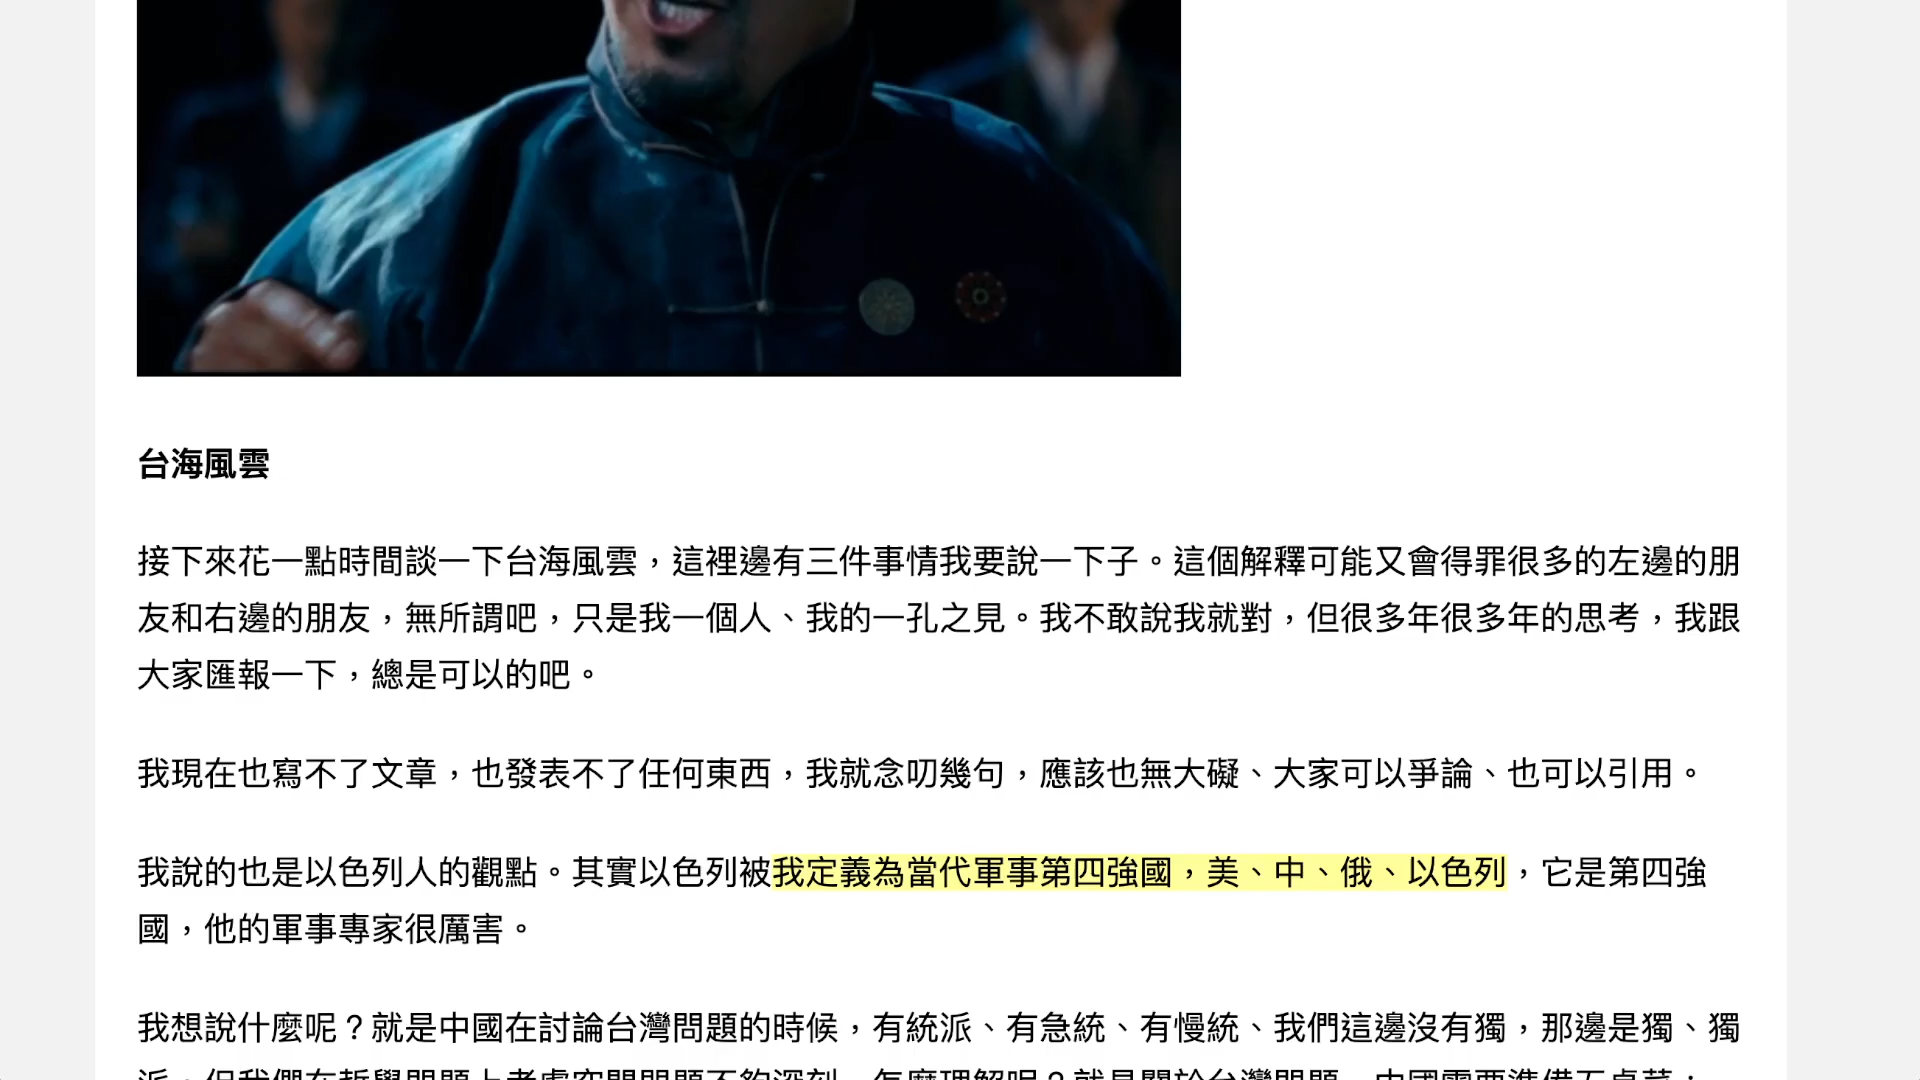 台海風雲
接下來花一點時間談一下台海風雲，這裡邊有三件事情我要說一下子。這個解釋可能又會得罪很多的左邊的朋
友和右邊的朋友，無所謂吧，只是我一個人、我的一孔之見。我不敢說我就對，但很多年很多年的思考，我跟
大家匯報一下，總是可以的吧。
我現在也寫不了文章，也發表不了任何東西，我就念叨幾句，應該也無大礙、大家可以爭論、也可以引用。
我說的也是以色列人的觀點。其實以色列被我定義為當代軍事第四強國，美、中、俄、以色列，它是第四強
國，他的軍事專家很厲害。
我想說什麼呢？就是中國在討論台灣問題的時候，有統派、有急統、有慢統、我們這邊沒有獨，那邊是獨、獨